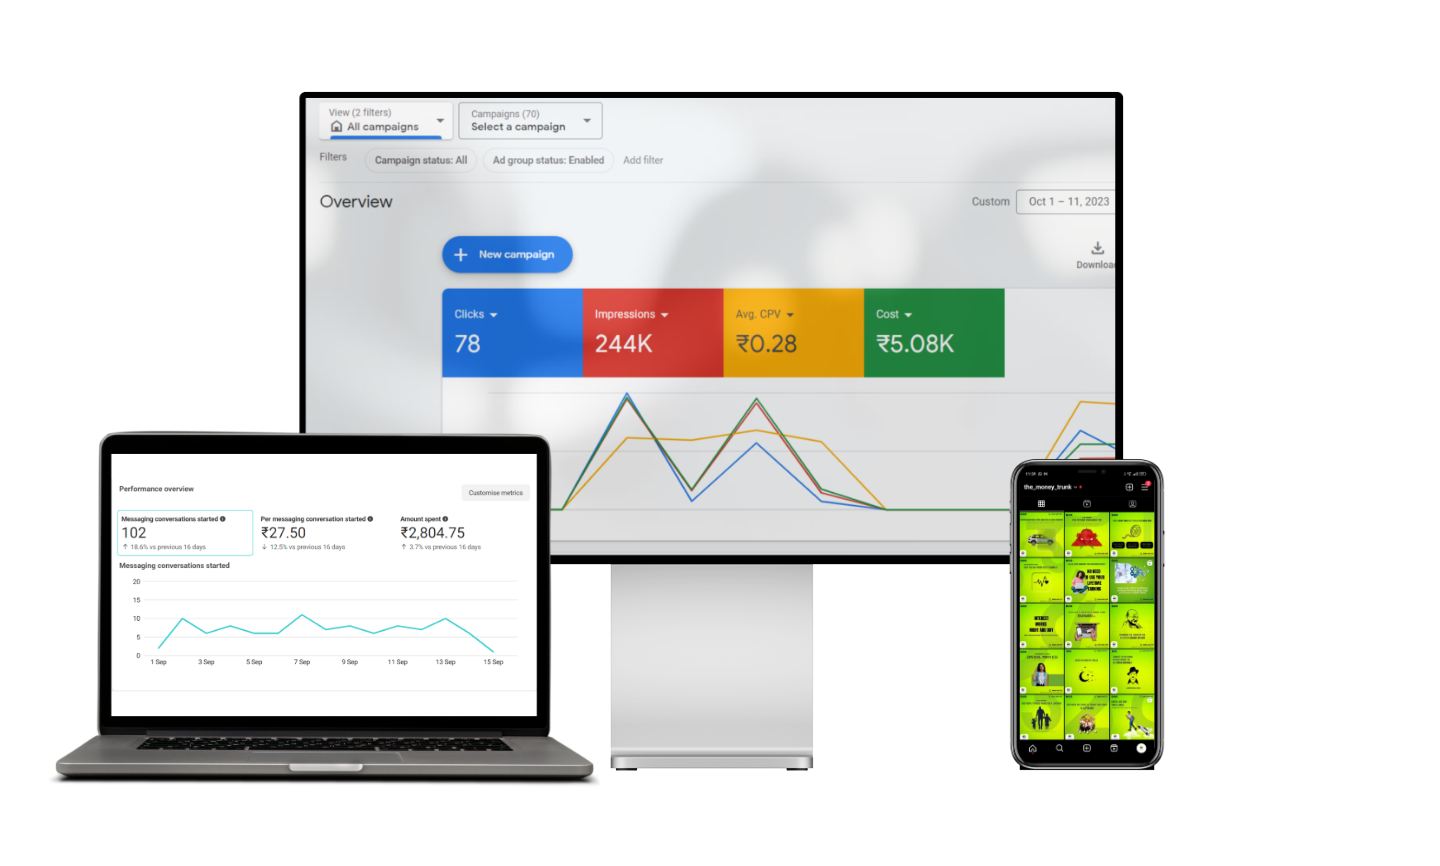 View (2 filters)
All campaigns
Campaigns (70)
Select a campaign
Filters
Campaign status: All
Ad group status: Enabled
Add filter
Overview
Custom
Oct 1 – 11, 2023
New campaign
Clicks
78
Impressions
244K
Avg. CPV
₹0.28
Cost
₹5.08K
Performance overview
Customise metrics
Messaging conversations started
102
↑ 18.6% vs previous 16 days
Per messaging conversation started
₹27.50
↓ 12.5% vs previous 16 days
Amount spent
₹2,804.75
↑ 3.7% vs previous 16 days
Messaging conversations started
20
15
10
5
0
1 Sep
3 Sep
5 Sep
7 Sep
9 Sep
11 Sep
13 Sep
15 Sep
the_money_trunk